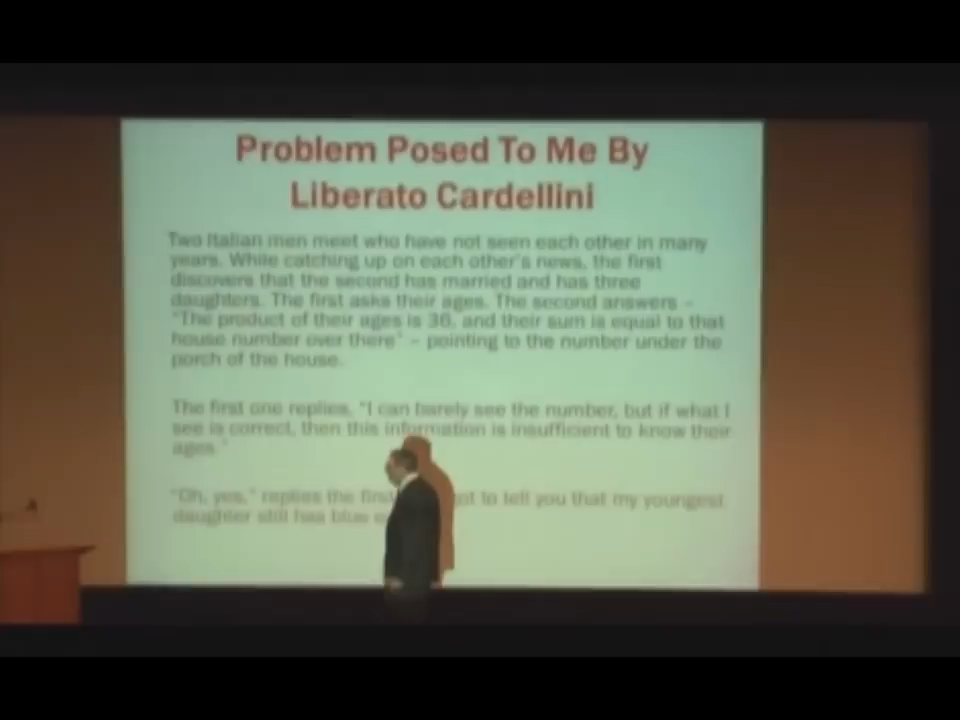 Problem Posed To Me By
Liberato Cardellini
Two Italian men meet who have not seen each other in many
years. While catching up on each other's news, the first
discovers that the second has married and has three
daughters. The first asks their ages. The second answers –
"The product of their ages is 36, and their sum is equal to that
house number over there" – pointing to the number under the
porch of the house.
The first one replies, "I can barely see the number, but if what I
see is correct, then this information is insufficient to know their
ages."
"Oh, yes," replies the first to tell you that my youngest
daughter still has blue